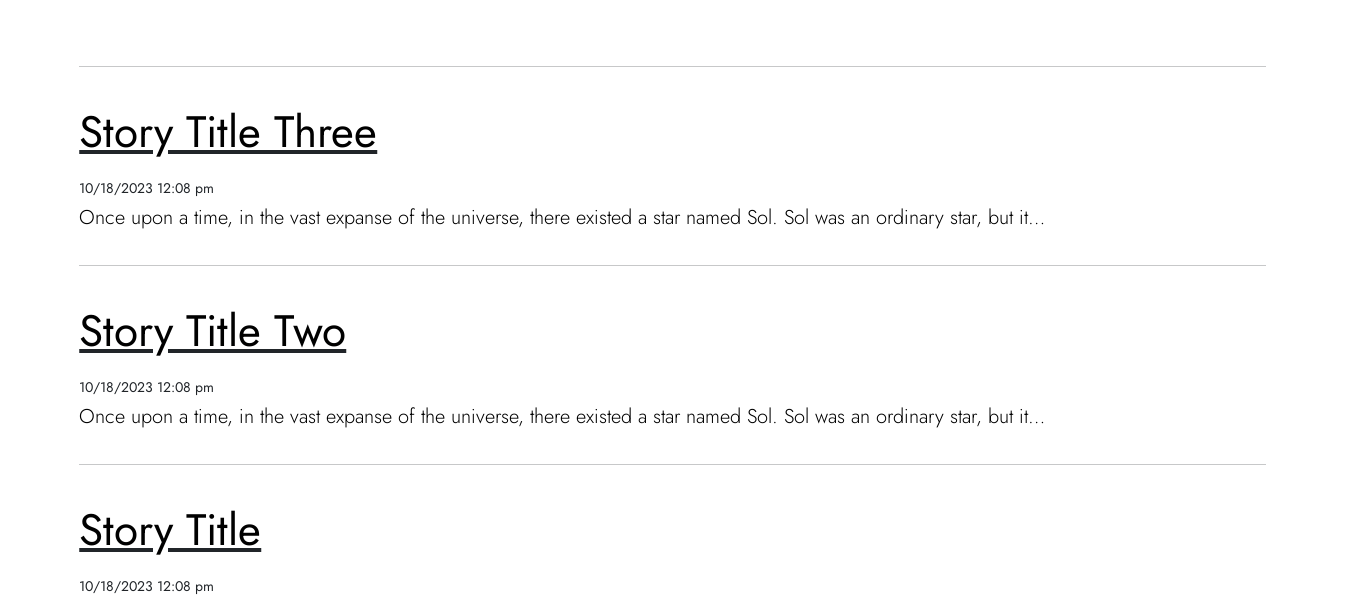 Story Title Three
10/18/2023 12:08 pm
Once upon a time, in the vast expanse of the universe, there existed a star named Sol. Sol was an ordinary star, but it...
Story Title Two
10/18/2023 12:08 pm
Once upon a time, in the vast expanse of the universe, there existed a star named Sol. Sol was an ordinary star, but it...
Story Title
10/18/2023 12:08 pm